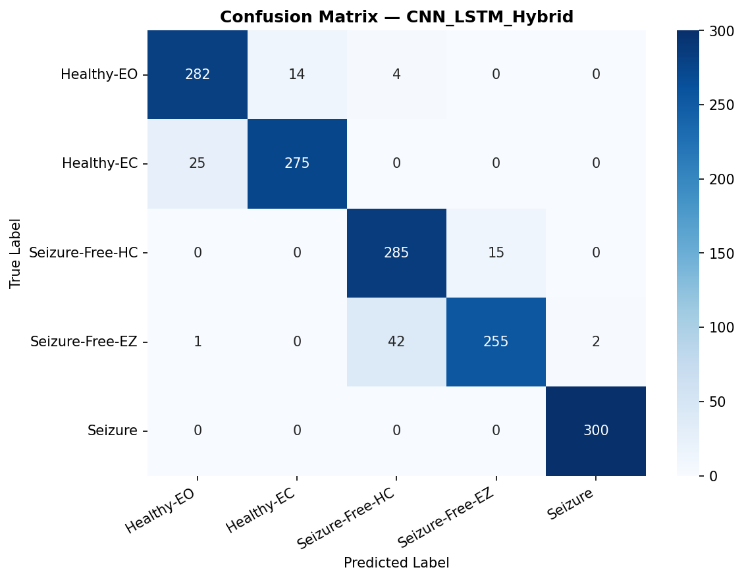 Confusion Matrix — CNN_LSTM_Hybrid
Healthy-EO 282 14 4 0 0
Healthy-EC 25 275 0 0 0
Seizure-Free-HC 0 0 285 15 0
Seizure-Free-EZ 1 0 42 255 2
Seizure 0 0 0 0 300
Healthy-EO Healthy-EC Seizure-Free-HC Seizure-Free-EZ Seizure
Predicted Label
True Label
300
250
200
150
100
50
0